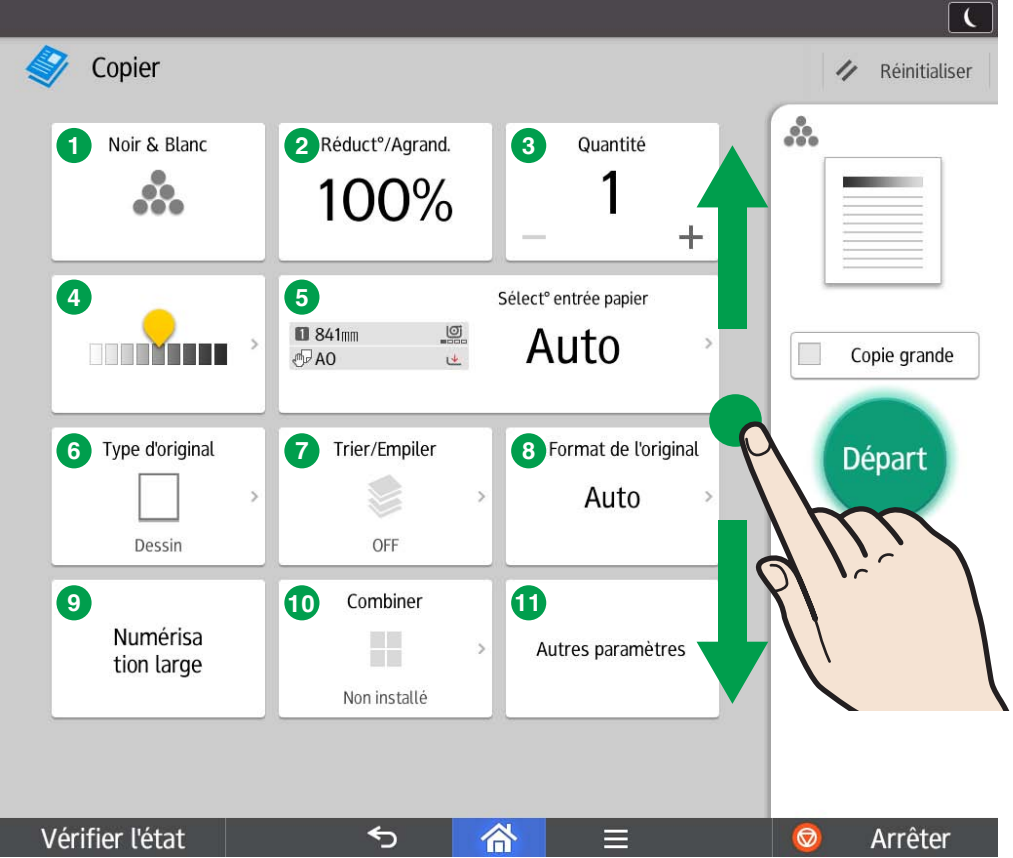 Copier
Réinitialiser
1 Noir & Blanc
2 Réduct°/Agrand.
100%
3 Quantité
1
4
5 Sélect° entrée papier
1 841mm
A0
Auto
Copie grande
6 Type d'original
Dessin
7 Trier/Empiler
OFF
8 Format de l'original
Auto
Départ
9
Numérisa
tion large
10 Combiner
Non installé
11
Autres paramètres
Vérifier l'état
Arrêter